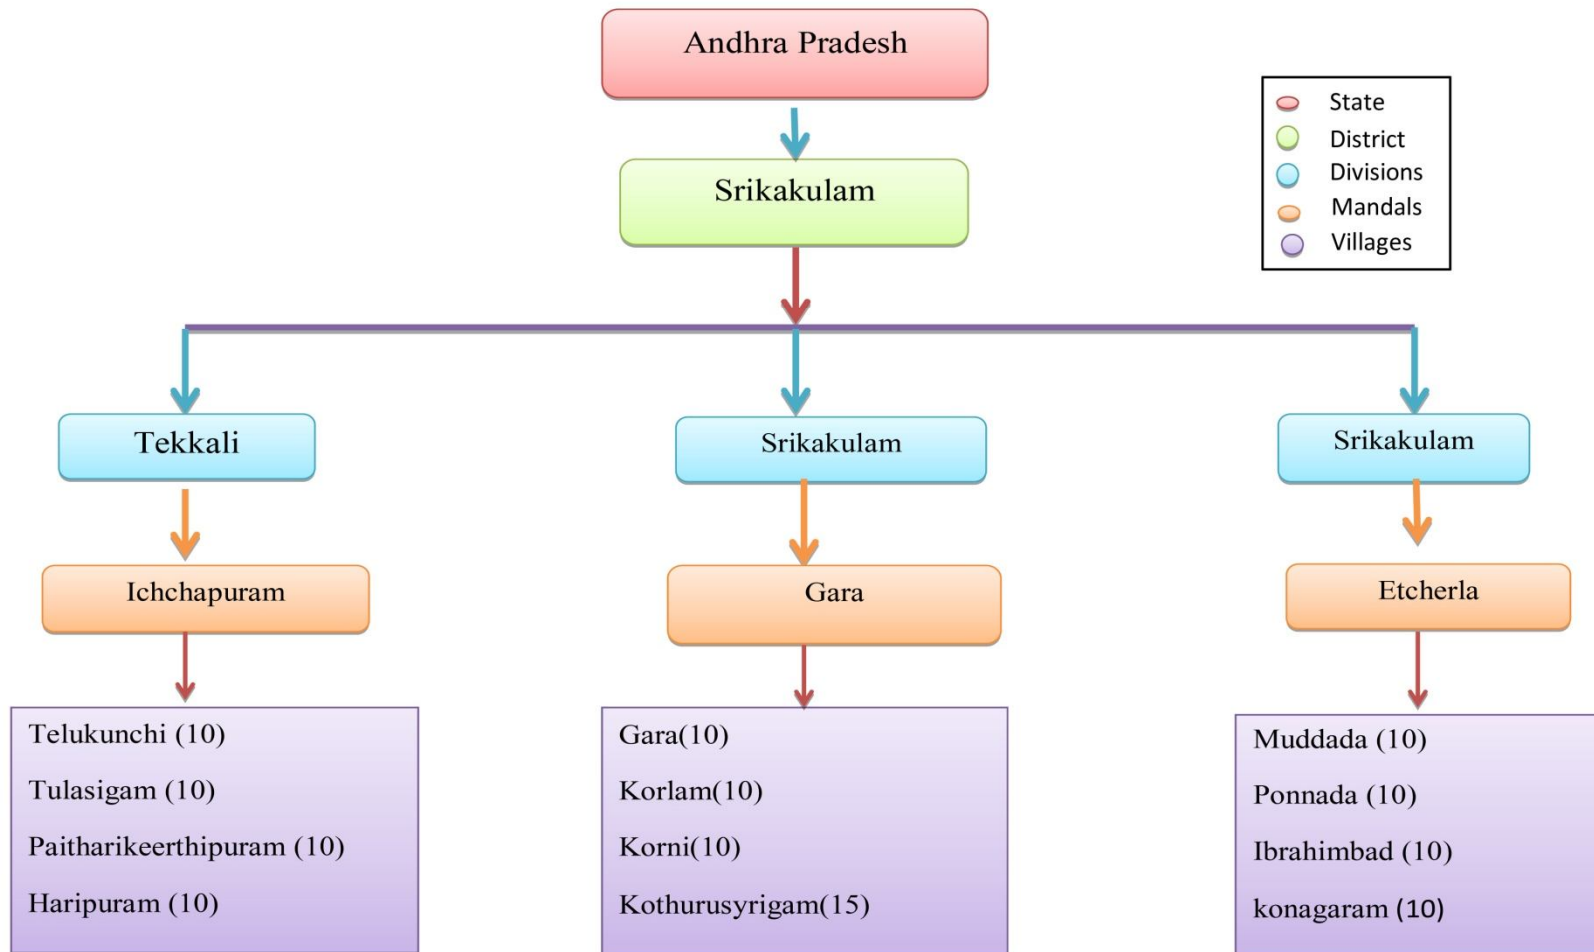 Andhra Pradesh
State
District
Divisions
Mandals
Villages
Srikakulam
Tekkali
Srikakulam
Srikakulam
Ichchapuram
Gara
Etcherla
Telukunchi (10)
Tulasigam (10)
Paitharikeerthipuram (10)
Haripuram (10)
Gara(10)
Korlam(10)
Korni(10)
Kothurusyrigam(15)
Muddada (10)
Ponnada (10)
Ibrahimbad (10)
konagaram (10)